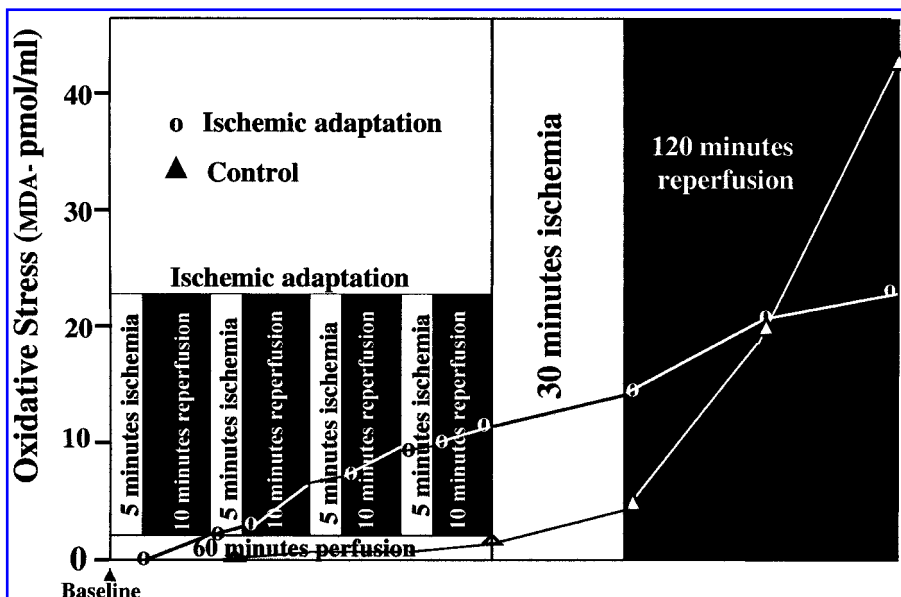 Oxidative Stress (MDA- pmol/ml)
40
30
20
10
0
o Ischemic adaptation
▲ Control
Ischemic adaptation
5 minutes ischemia
10 minutes reperfusion
5 minutes ischemia
10 minutes reperfusion
5 minutes ischemia
10 minutes reperfusion
5 minutes ischemia
10 minutes reperfusion
60 minutes perfusion
30 minutes ischemia
120 minutes
reperfusion
Baseline